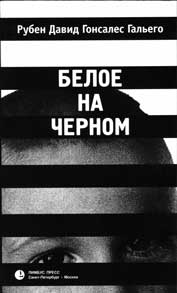 Рубен Давид Гонсалес Гальего
БЕЛОЕ
НА
ЧЕРНОМ
ЛИМБУС ПРЕСС
Санкт-Петербург - Москва